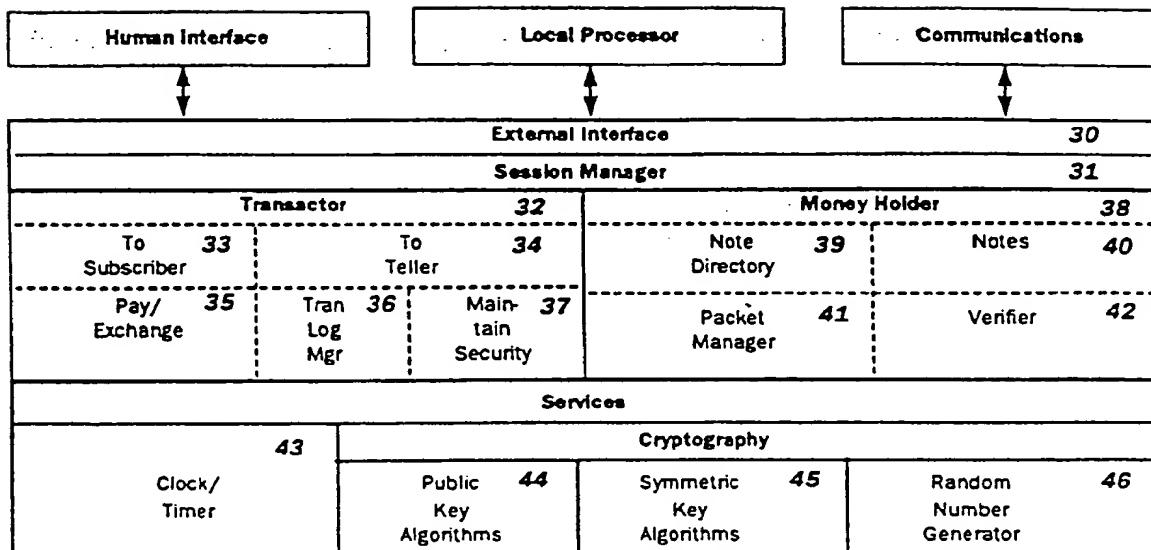 Human Interface
Local Processor
Communications
External Interface 30
Session Manager 31
Transactor 32
Money Holder 38
To 33
Subscriber
To 34
Teller
Note 39
Directory
Notes 40
Pay/ 35
Exchange
Tran 36
Log
Mgr
Main- 37
tain
Security
Packet 41
Manager
Verifier 42
Services
43
Clock/
Timer
Cryptography
Public 44
Key
Algorithms
Symmetric 45
Key
Algorithms
Random 46
Number
Generator